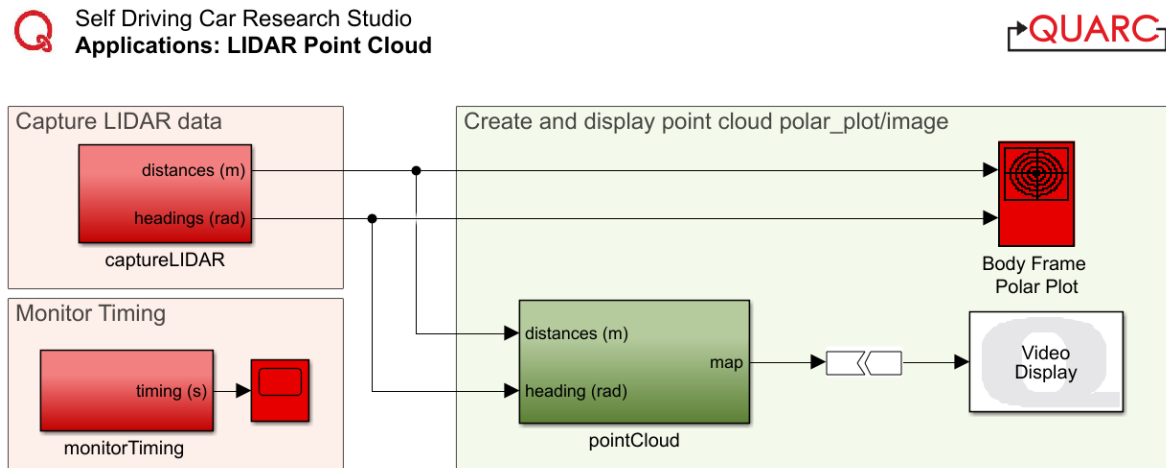 Self Driving Car Research Studio
Applications: LIDAR Point Cloud
QUARC
Capture LIDAR data
distances (m)
headings (rad)
captureLIDAR
Monitor Timing
timing (s)
monitorTiming
Create and display point cloud polar_plot/image
Body Frame
Polar Plot
distances (m)
heading (rad)
map
pointCloud
Video
Display